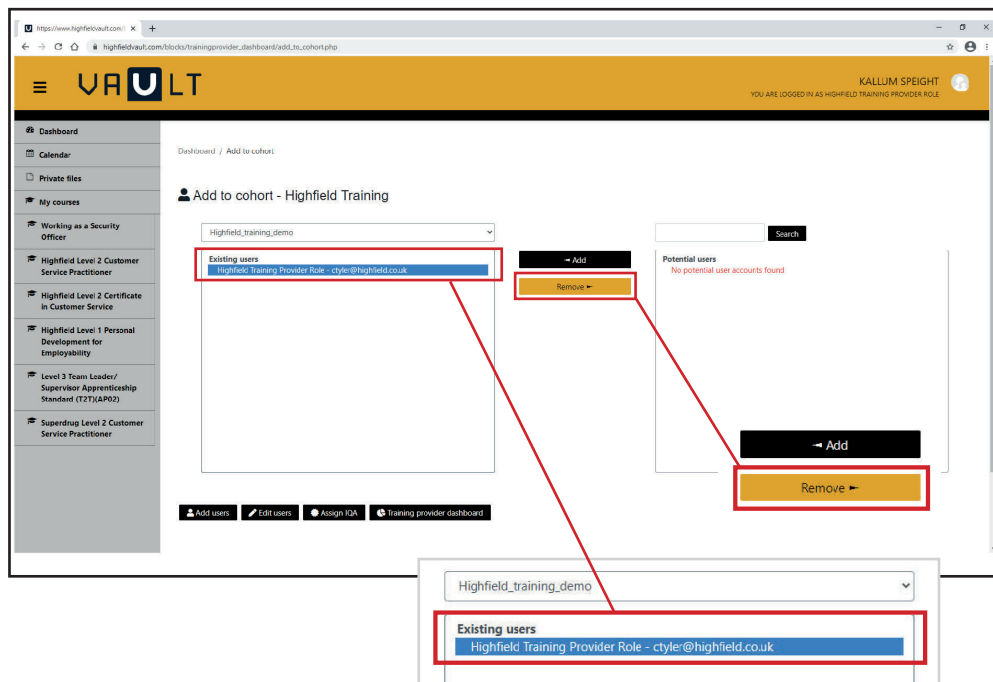 https://www.highfieldvault.com/
highfieldvault.com/blocks/trainingprovider_dashboard/add_to_cohort.php
VAULT
KALLUM SPEIGHT
YOU ARE LOGGED IN AS HIGHFIELD TRAINING PROVIDER ROLE
Dashboard
Calendar
Private files
My courses
Working as a Security
Officer
Highfield Level 2 Customer
Service Practitioner
Highfield Level 2 Certificate
in Customer Service
Highfield Level 1 Personal
Development for
Employability
Level 3 Team Leader/
Supervisor Apprenticeship
Standard (T2T)(AP02)
Superdrug Level 2 Customer
Service Practitioner
Dashboard / Add to cohort
Add to cohort - Highfield Training
Highfield_training_demo
Existing users
Highfield Training Provider Role - ctyler@highfield.co.uk
Add
Remove
Search
Potential users
No potential user accounts found
Add
Remove
Add users Edit users Assign IQA Training provider dashboard
Highfield_training_demo
Existing users
Highfield Training Provider Role - ctyler@highfield.co.uk